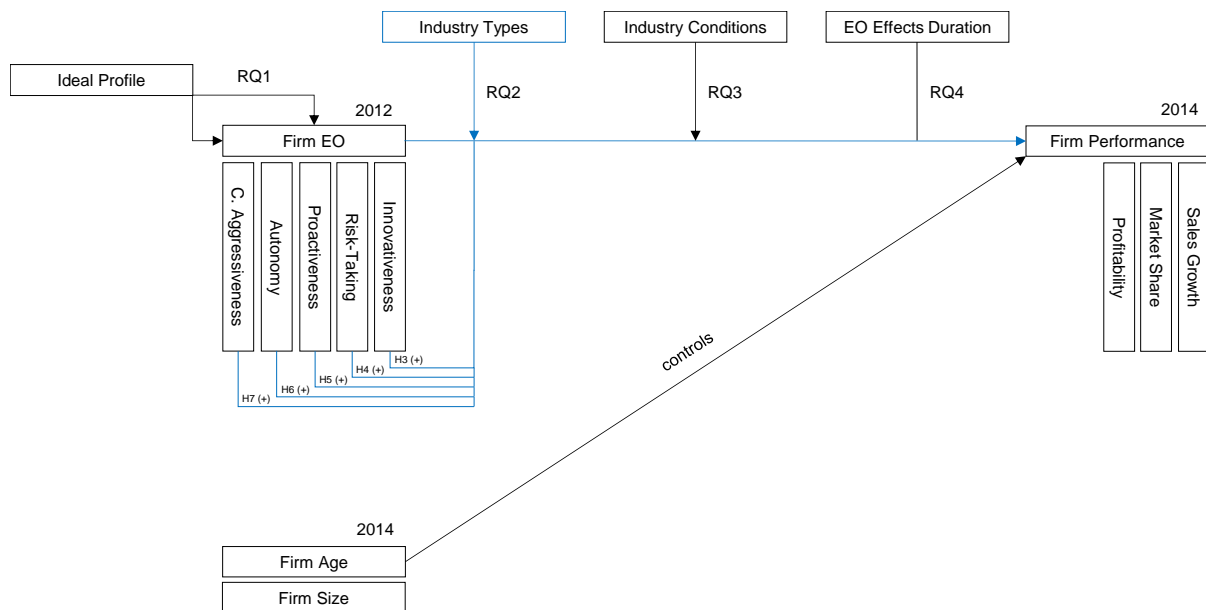 Industry Types
Industry Conditions
EO Effects Duration
Ideal Profile
RQ1
RQ2
RQ3
RQ4
2012
2014
Firm EO
Firm Performance
C. Aggressiveness
Autonomy
Proactiveness
Risk-Taking
Innovativeness
Profitability
Market Share
Sales Growth
H3 (+)
H4 (+)
H5 (+)
H6 (+)
H7 (+)
controls
2014
Firm Age
Firm Size